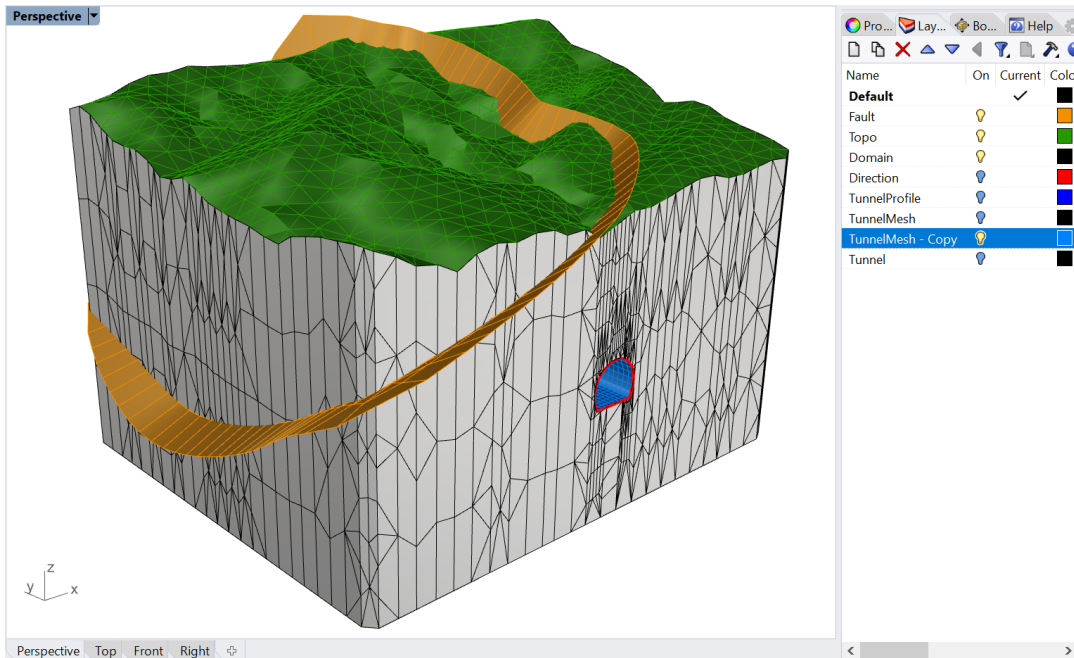 Perspective
Pro... Lay... Bo... Help
Name On Current Colo
Default
Fault
Topo
Domain
Direction
TunnelProfile
TunnelMesh
TunnelMesh - Copy
Tunnel
z
y x
Perspective Top Front Right